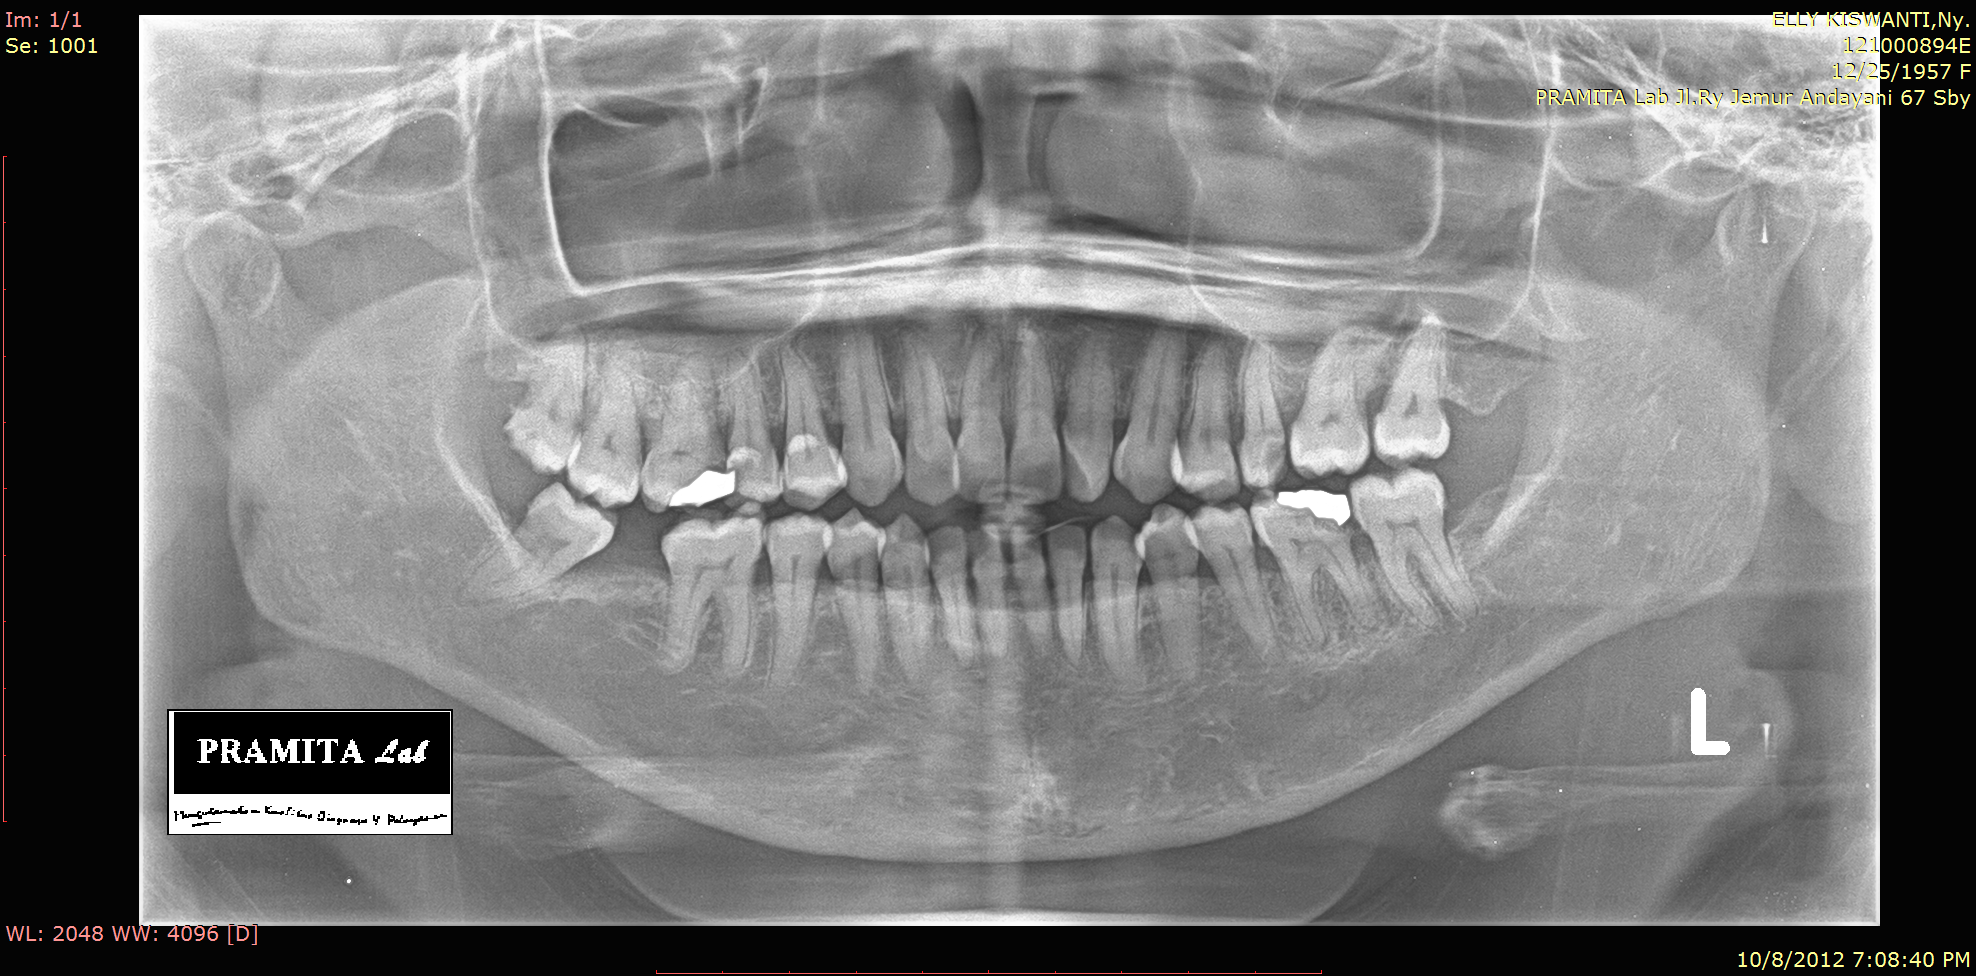 Im: 1/1
Se: 1001
ELLY KISWANTI,Ny.
121000894E
12/25/1957 F
PRAMITA Lab Jl.Ry Jemur Andayani 67 Sby
L
PRAMITA Lab
WL: 2048 WW: 4096 [D]
10/8/2012 7:08:40 PM